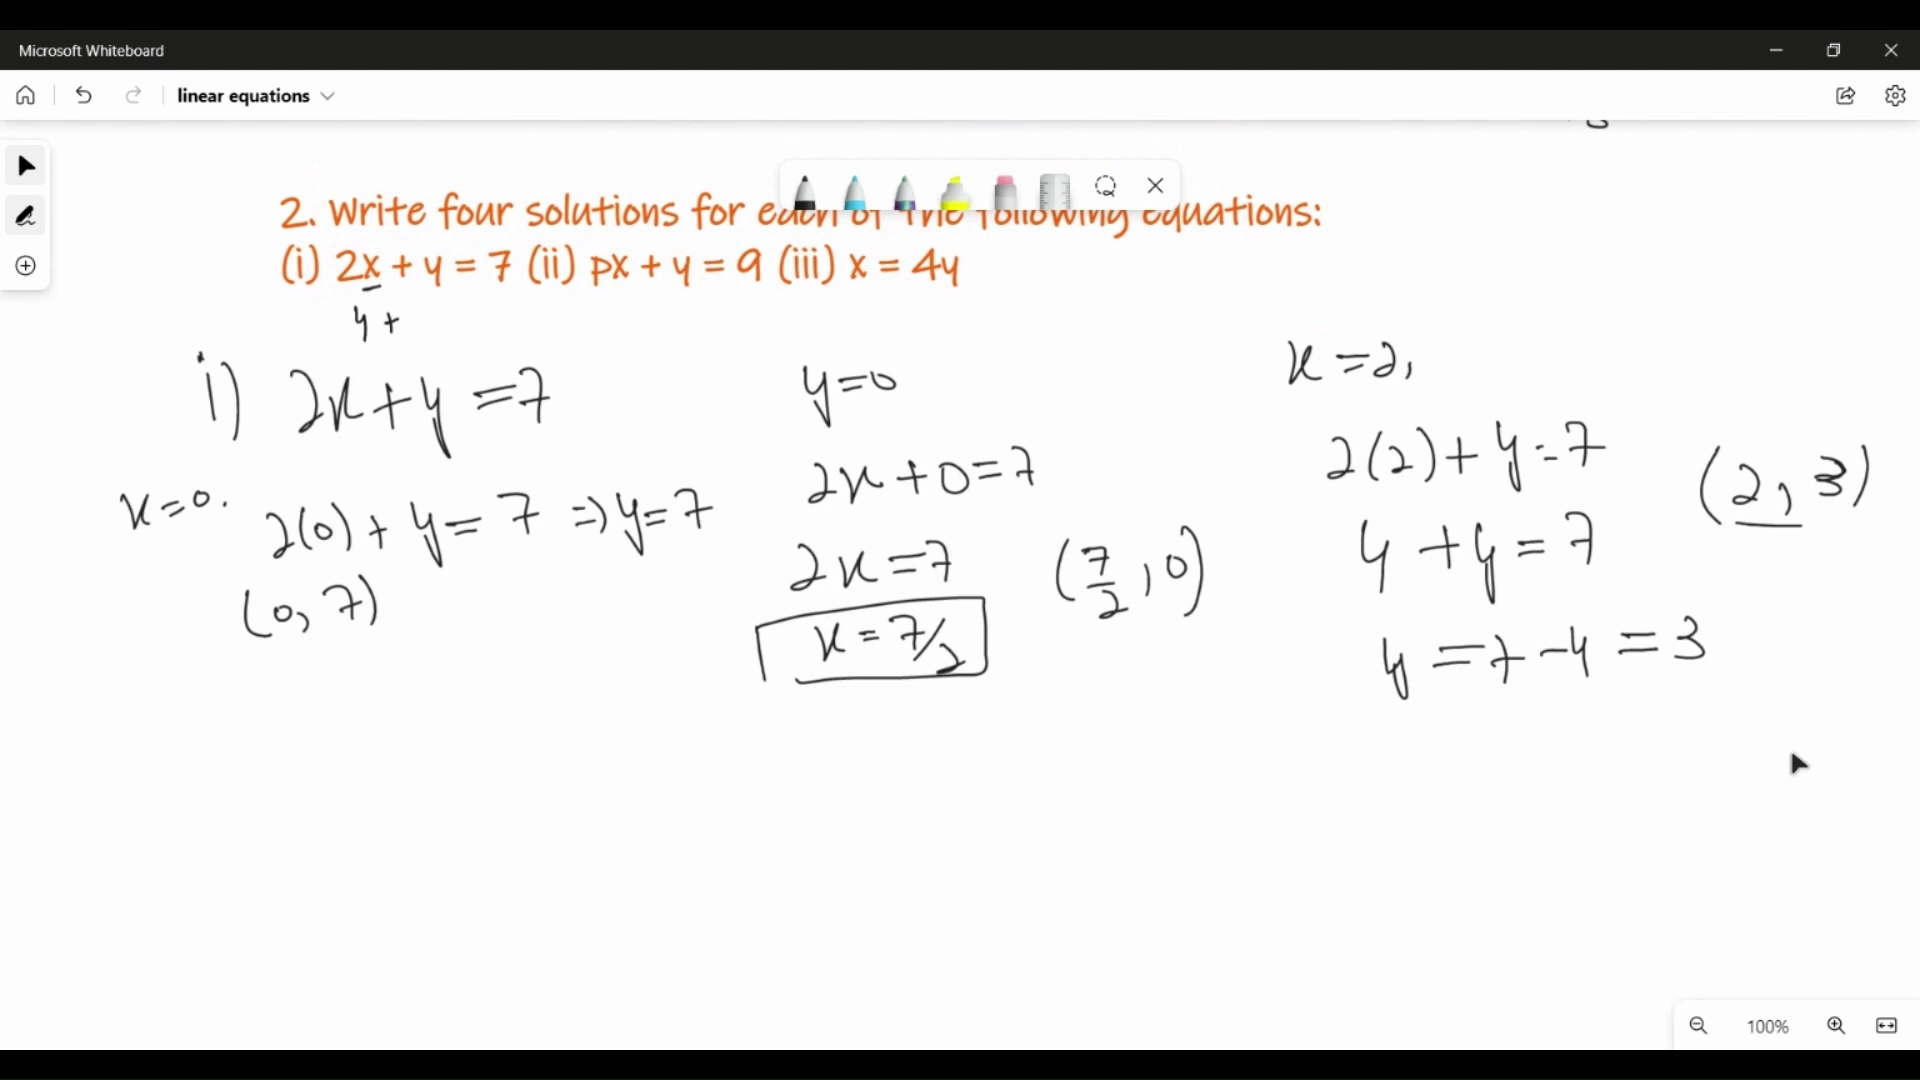 Microsoft Whiteboard
linear equations
2. Write four solutions for each of the following equations:
(i) 2x + y = 7 (ii) px + y = 9 (iii) x = 4y
4 +
i) 2x + y = 7
x = 0. 2(0) + y = 7 ⇒ y = 7
(0, 7)
y = 0
2x + 0 = 7
2x = 7
x = 7/2
(7/2, 0)
x = 2,
2(2) + y = 7
4 + y = 7
y = 7 - 4 = 3
(2, 3)
100%